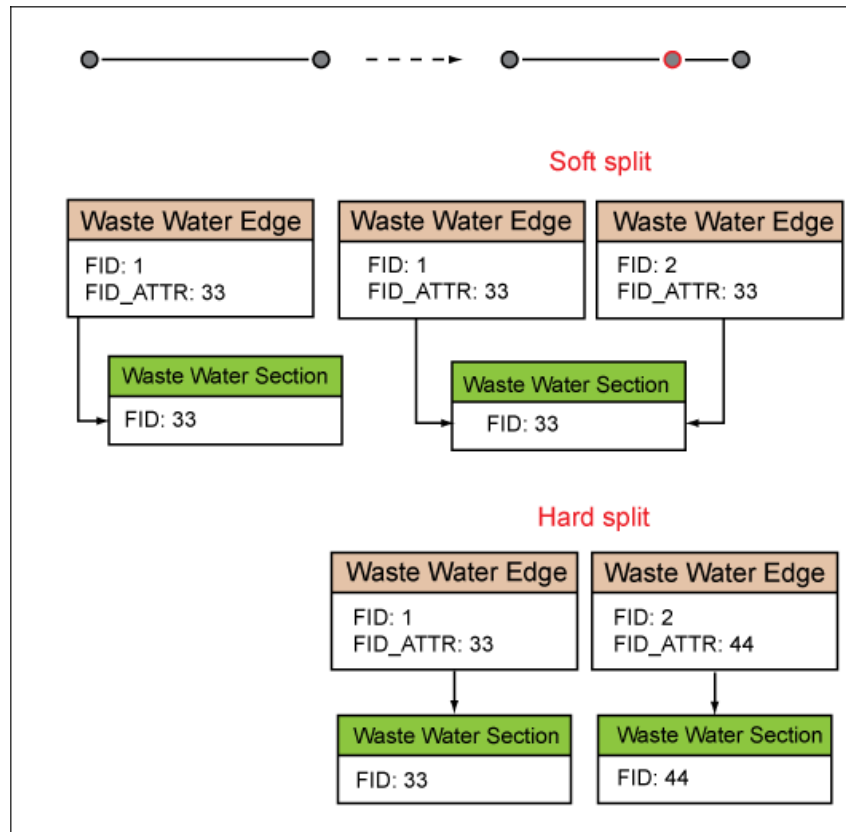 Soft split
Waste Water Edge
FID: 1
FID_ATTR: 33
Waste Water Section
FID: 33
Waste Water Edge
FID: 1
FID_ATTR: 33
Waste Water Edge
FID: 2
FID_ATTR: 33
Waste Water Section
FID: 33
Hard split
Waste Water Edge
FID: 1
FID_ATTR: 33
Waste Water Edge
FID: 2
FID_ATTR: 44
Waste Water Section
FID: 33
Waste Water Section
FID: 44